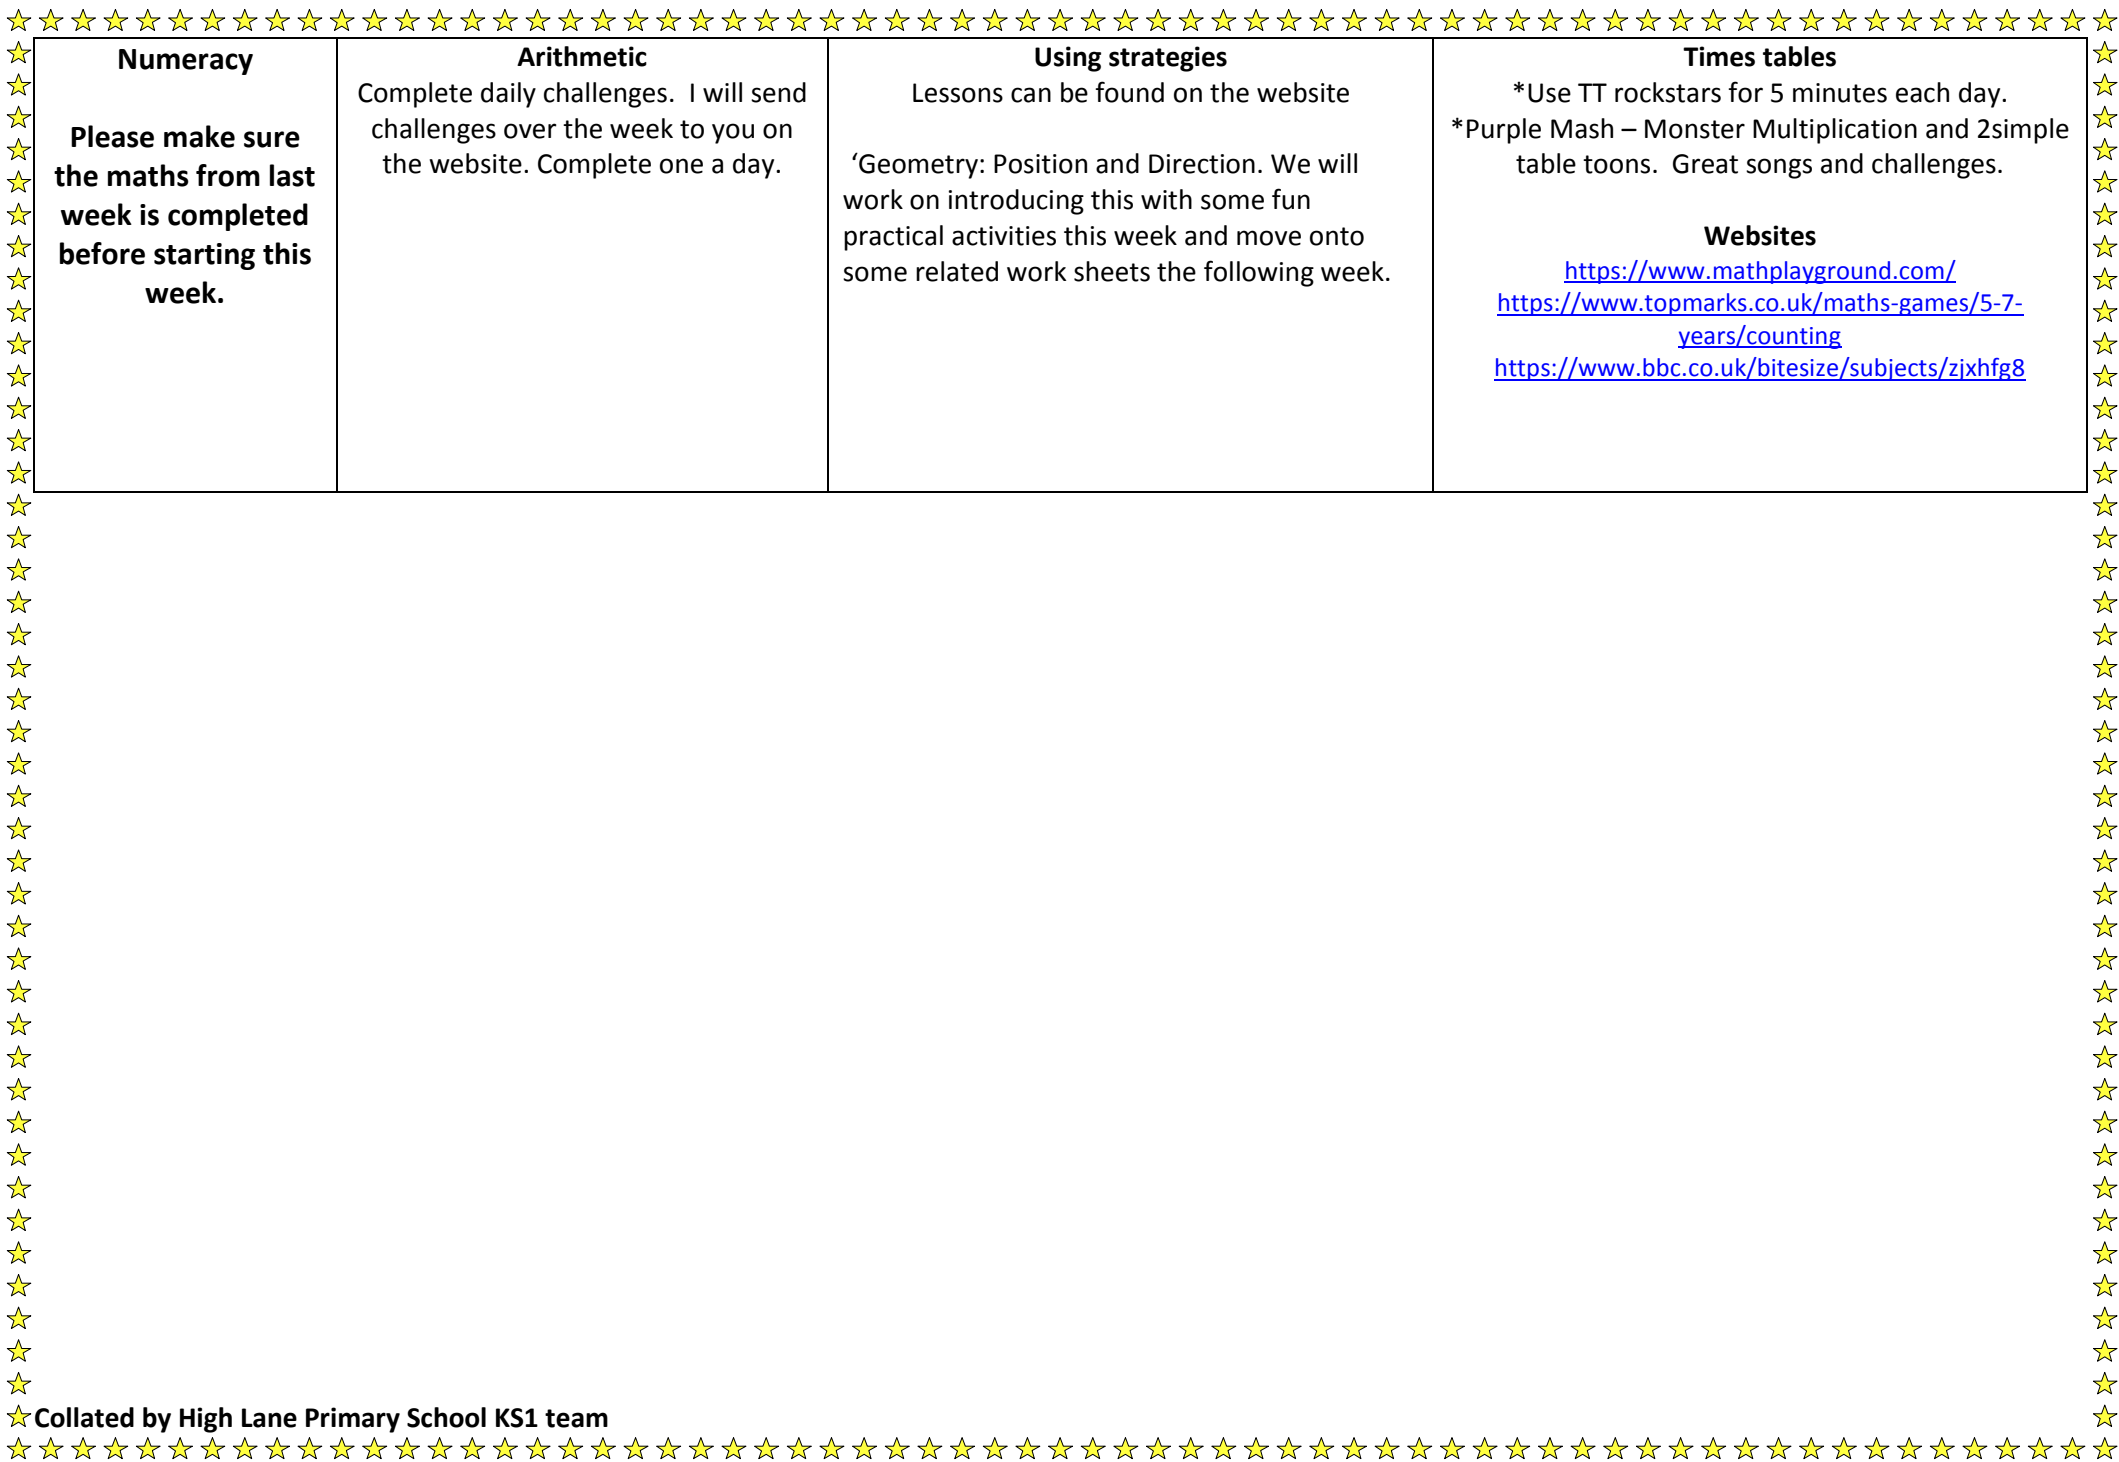 Numeracy
Please make sure
the maths from last
week is completed
before starting this
week.
Arithmetic
Complete daily challenges.  I will send
challenges over the week to you on
the website. Complete one a day.
Using strategies
Lessons can be found on the website
‘Geometry: Position and Direction. We will
work on introducing this with some fun
practical activities this week and move onto
some related work sheets the following week.
Times tables
*Use TT rockstars for 5 minutes each day.
*Purple Mash – Monster Multiplication and 2simple
table toons.  Great songs and challenges.
Websites
https://www.mathplayground.com/
https://www.topmarks.co.uk/maths-games/5-7-
years/counting
https://www.bbc.co.uk/bitesize/subjects/zjxhfg8
Collated by High Lane Primary School KS1 team